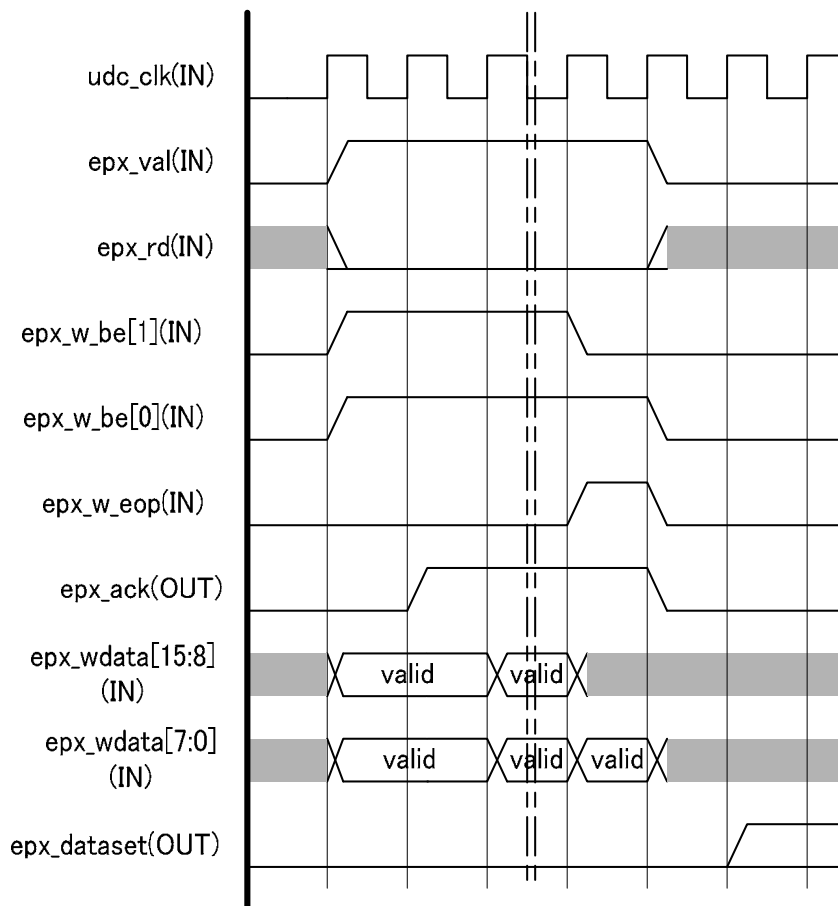 udc_clk(IN)
epx_val(IN)
epx_rd(IN)
epx_w_be[1](IN)
epx_w_be[0](IN)
epx_w_eop(IN)
epx_ack(OUT)
epx_wdata[15:8]
(IN)
valid valid
epx_wdata[7:0]
(IN)
valid valid valid
epx_dataset(OUT)